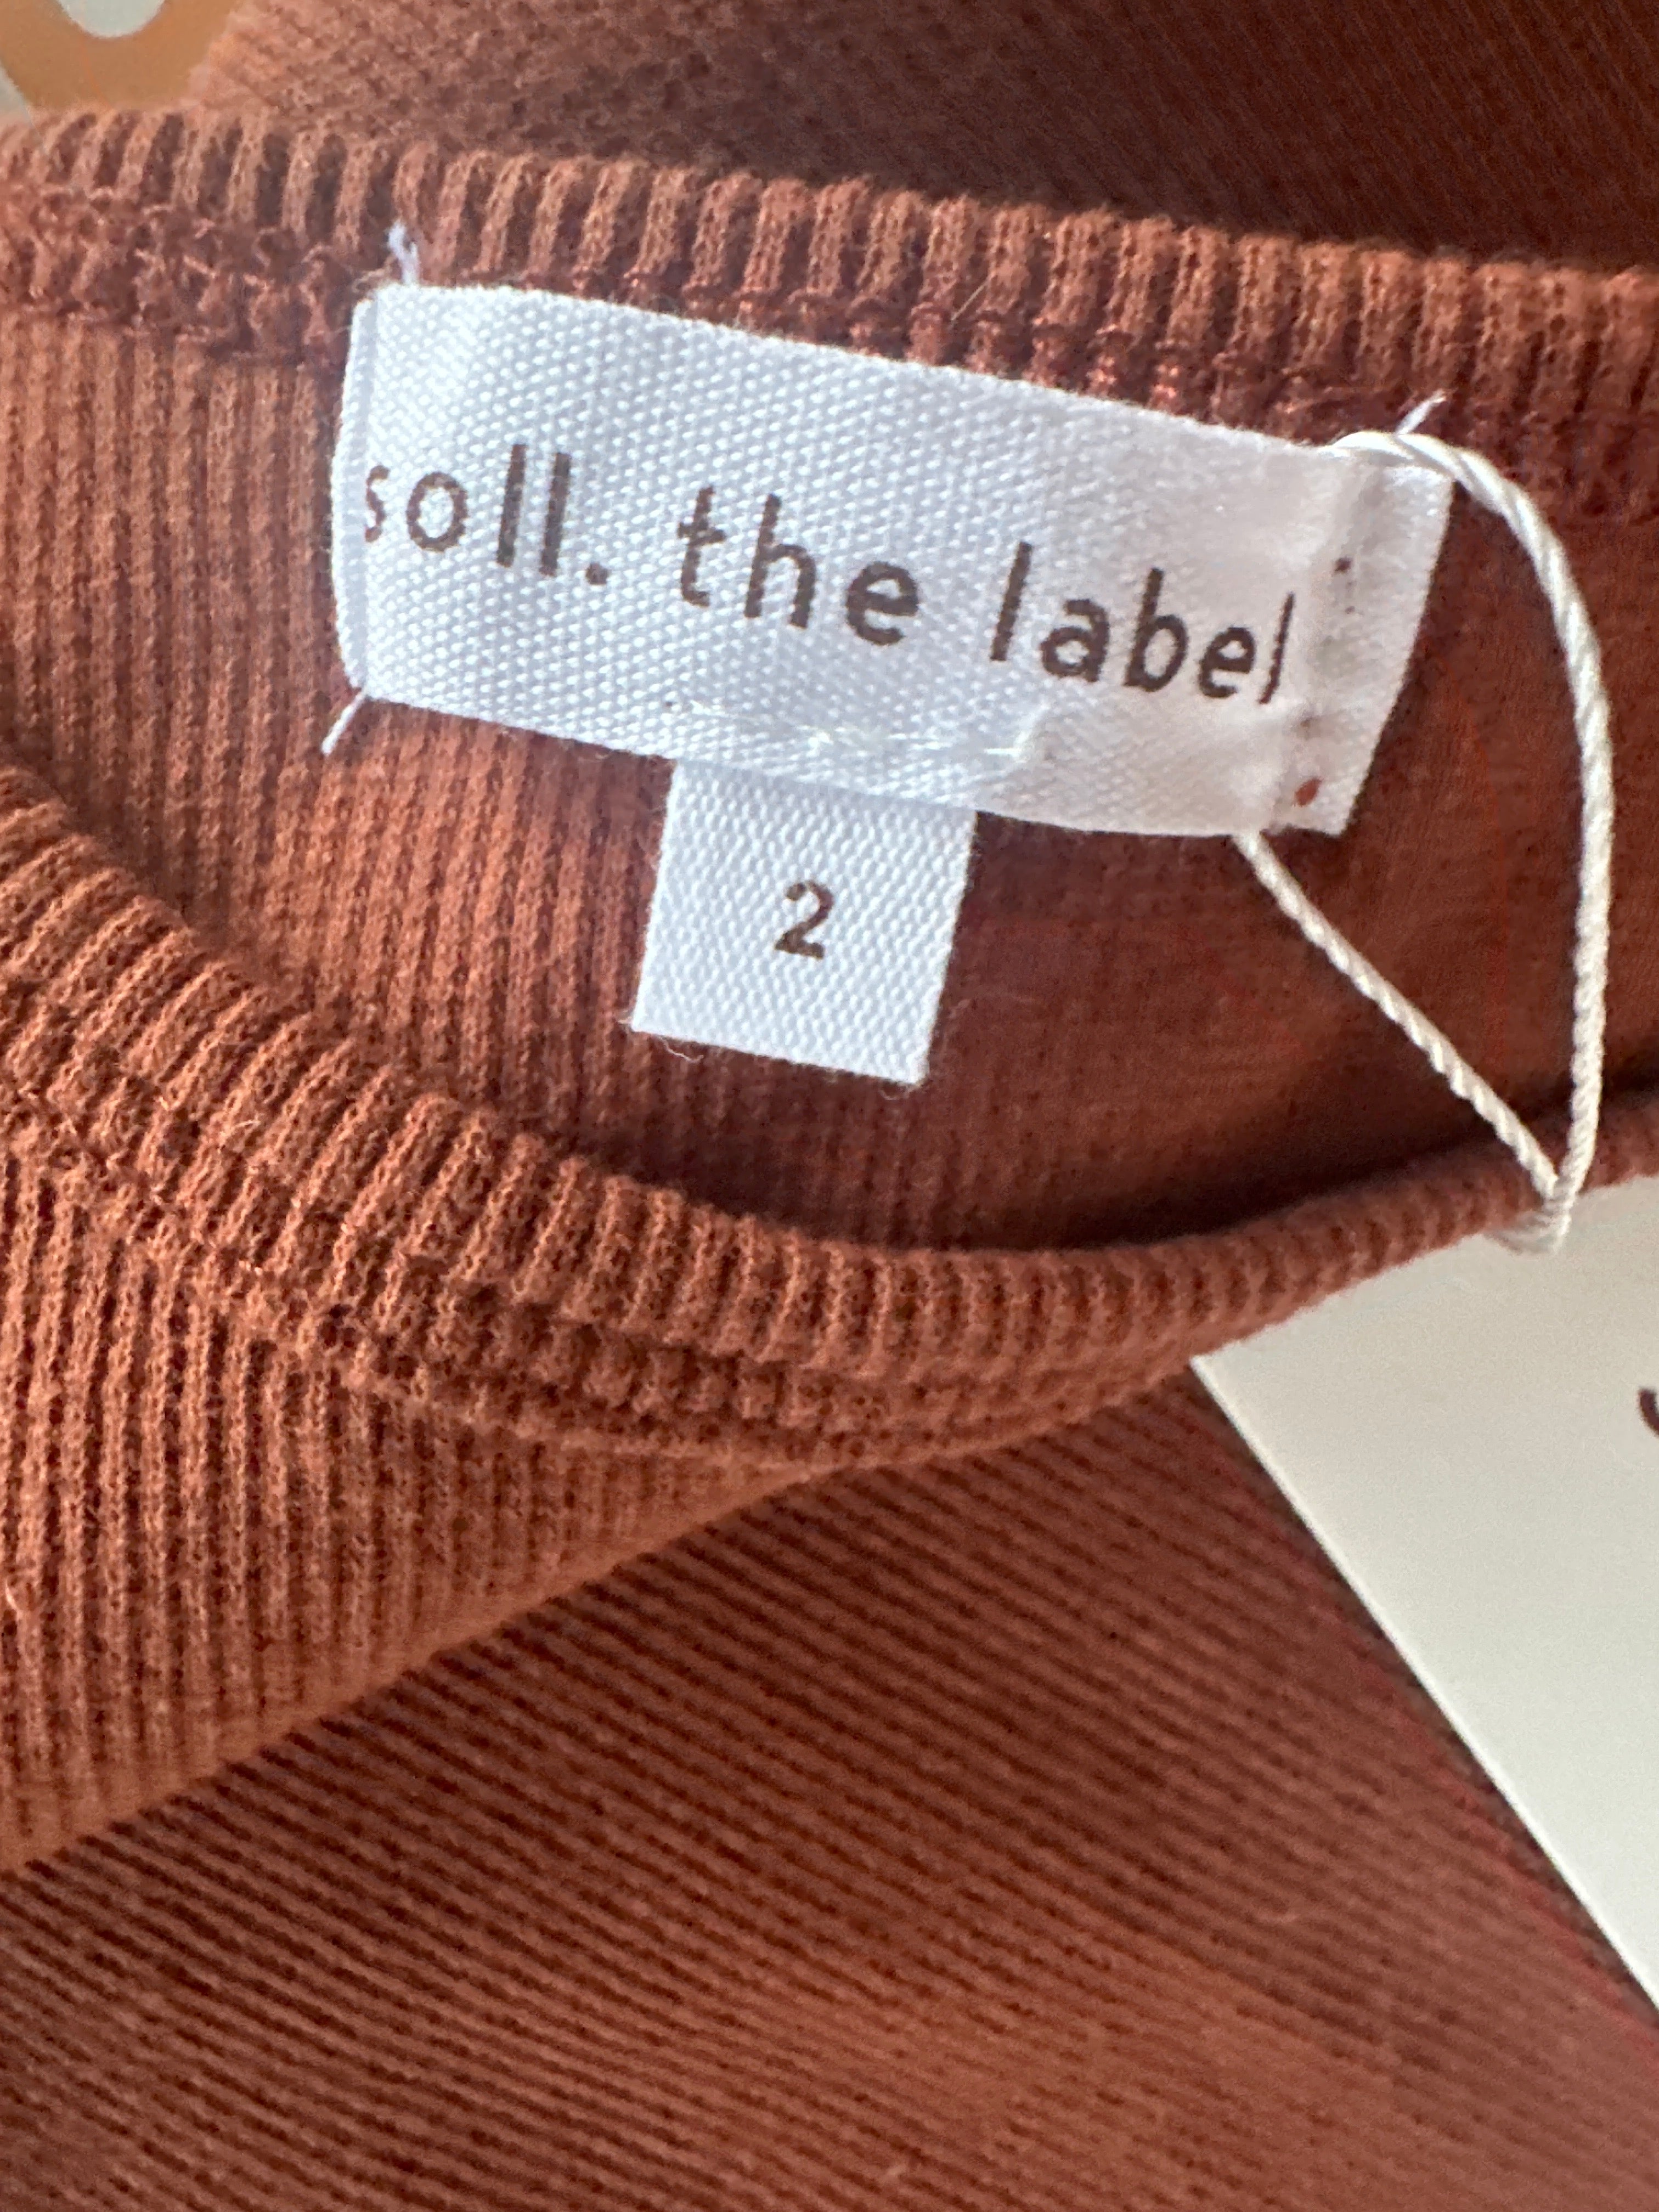 soll. the label
2